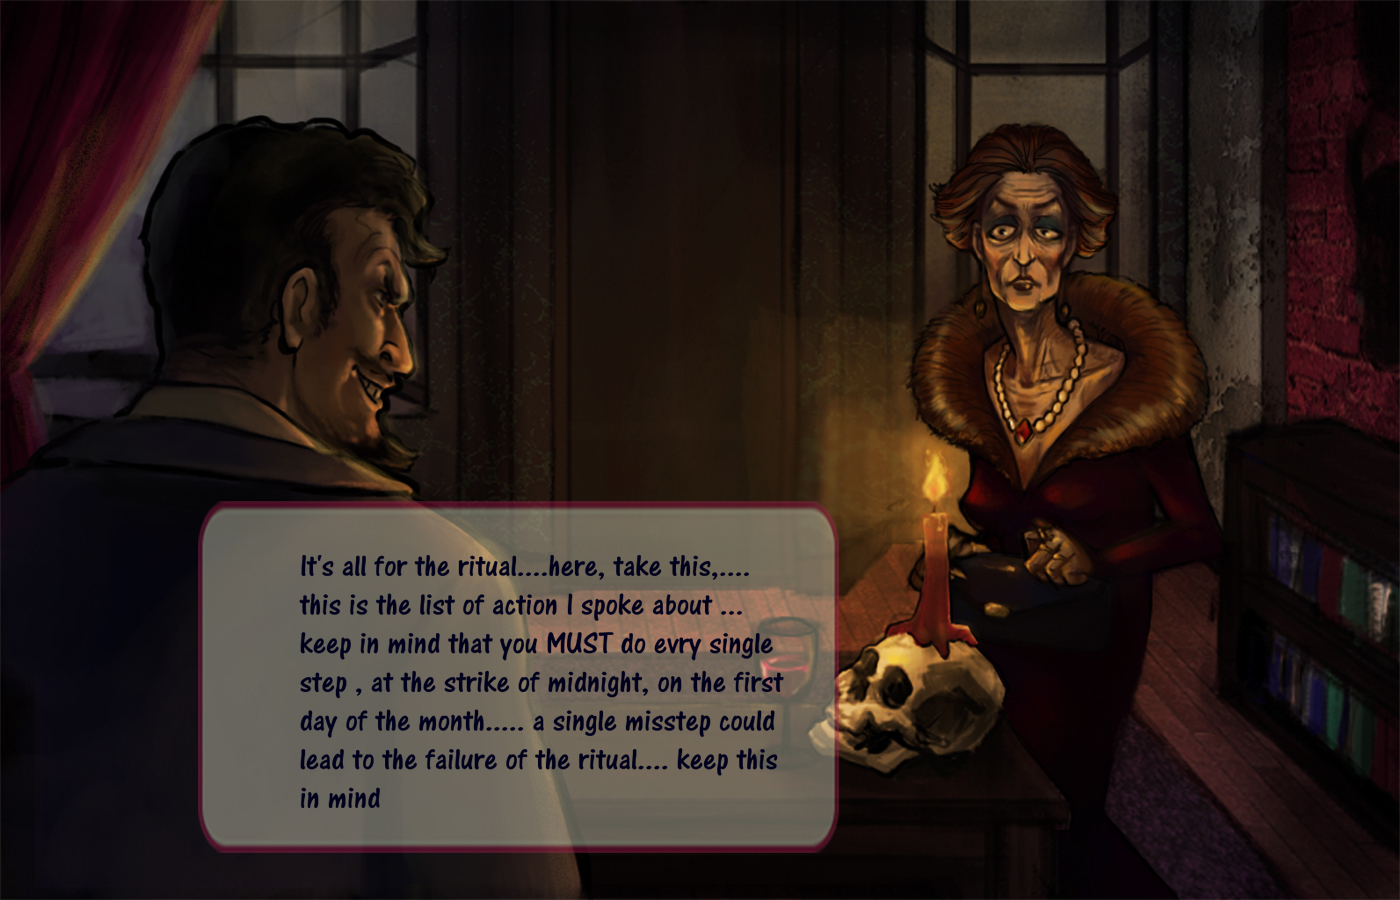 It's all for the ritual....here, take this,....
this is the list of action I spoke about ...
keep in mind that you MUST do evry single
step , at the strike of midnight, on the first
day of the month..... a single misstep could
lead to the failure of the ritual.... keep this
in mind